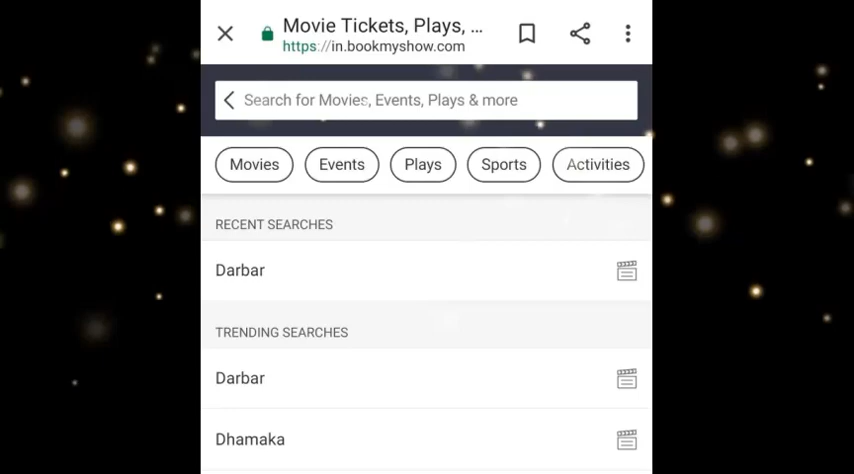 Movie Tickets, Plays, ...
https://in.bookmyshow.com
Search for Movies, Events, Plays & more
Movies Events Plays Sports Activities
RECENT SEARCHES
Darbar
TRENDING SEARCHES
Darbar
Dhamaka